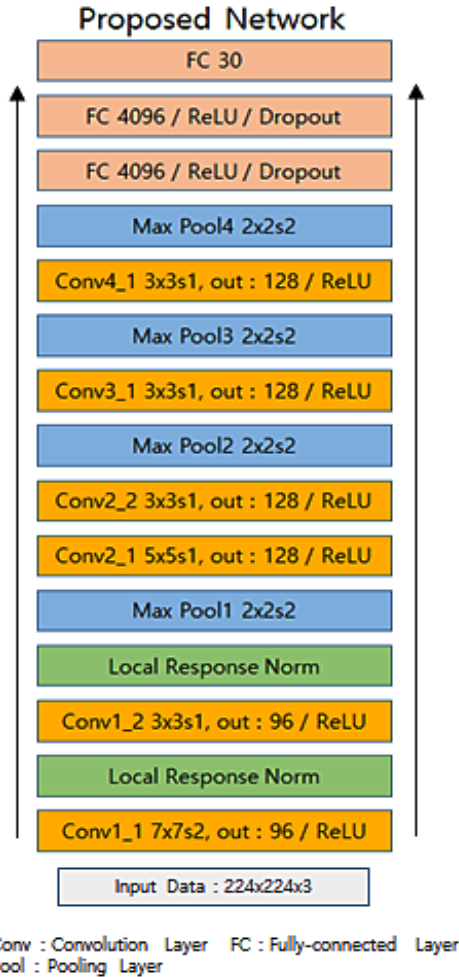 Proposed Network
FC 30
FC 4096 / ReLU / Dropout
FC 4096 / ReLU / Dropout
Max Pool4 2x2s2
Conv4_1 3x3s1, out : 128 / ReLU
Max Pool3 2x2s2
Conv3_1 3x3s1, out : 128 / ReLU
Max Pool2 2x2s2
Conv2_2 3x3s1, out : 128 / ReLU
Conv2_1 5x5s1, out : 128 / ReLU
Max Pool1 2x2s2
Local Response Norm
Conv1_2 3x3s1, out : 96 / ReLU
Local Response Norm
Conv1_1 7x7s2, out : 96 / ReLU
Input Data : 224x224x3
Conv : Convolution Layer FC : Fully-connected Layer
Pool : Pooling Layer